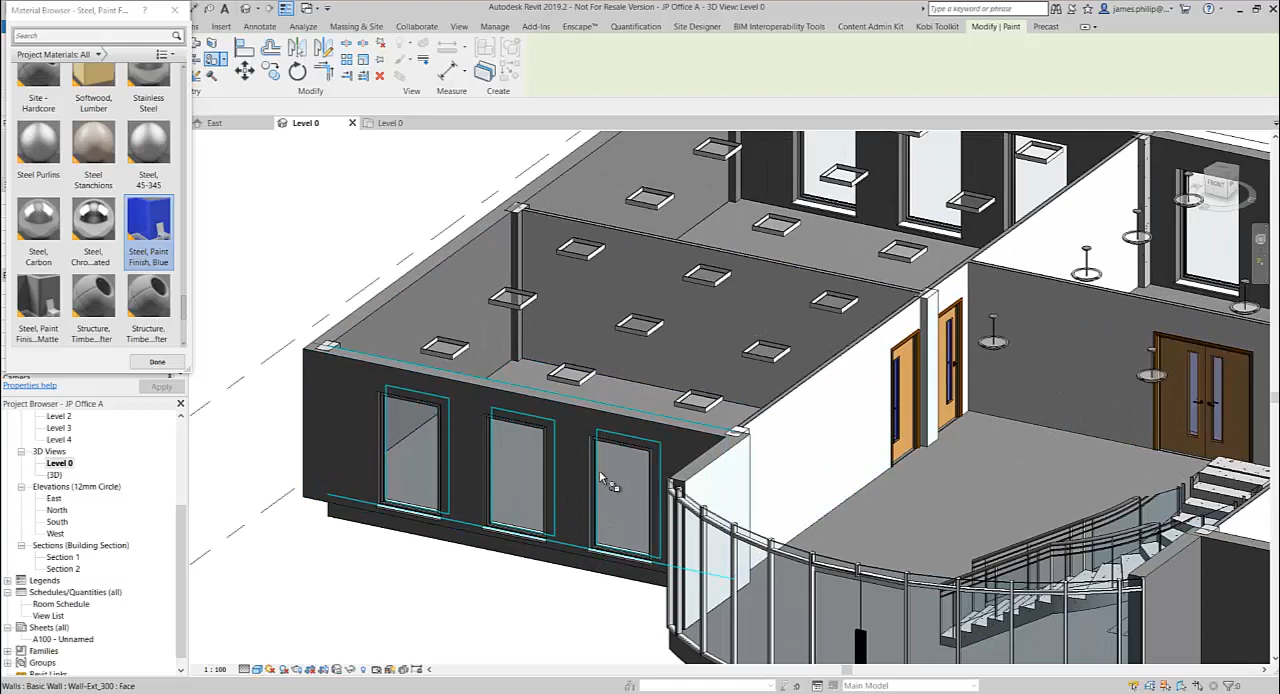 Material Browser - Steel, Paint F... ?
Autodesk Revit 2019.2 - Not For Resale Version - JP Office A - 3D View: Level 0
Type a keyword or phrase
james.philip@...
Search
Insert Annotate Analyze Massing & Site Collaborate View Manage Add-Ins Enscape™ Quantification Site Designer BIM Interoperability Tools Content Admin Kit Kobi Toolkit Modify | Paint Precast
Project Materials: All
Modify View Measure Create
Site - Hardcore
Softwood, Lumber
Stainless Steel
East
Level 0
Level 0
Steel Purlins
Steel Stanchions
Steel, 45-345
Steel, Carbon
Steel, Chro...ated
Steel, Paint Finish, Blue
Steel, Paint Finis...Matte
Structure, Timbe...fter
Structure, Timbe...fter
FRONT
Done
Properties help
Apply
Project Browser - JP Office A
Level 2
Level 3
Level 4
3D Views
Level 0
{3D}
Elevations (12mm Circle)
East
North
South
West
Sections (Building Section)
Section 1
Section 2
Legends
Schedules/Quantities (all)
Room Schedule
View List
Sheets (all)
A100 - Unnamed
Families
Groups
Revit Links
1 : 100
Walls : Basic Wall : Wall-Ext_300 : Face
:0
Main Model
:0